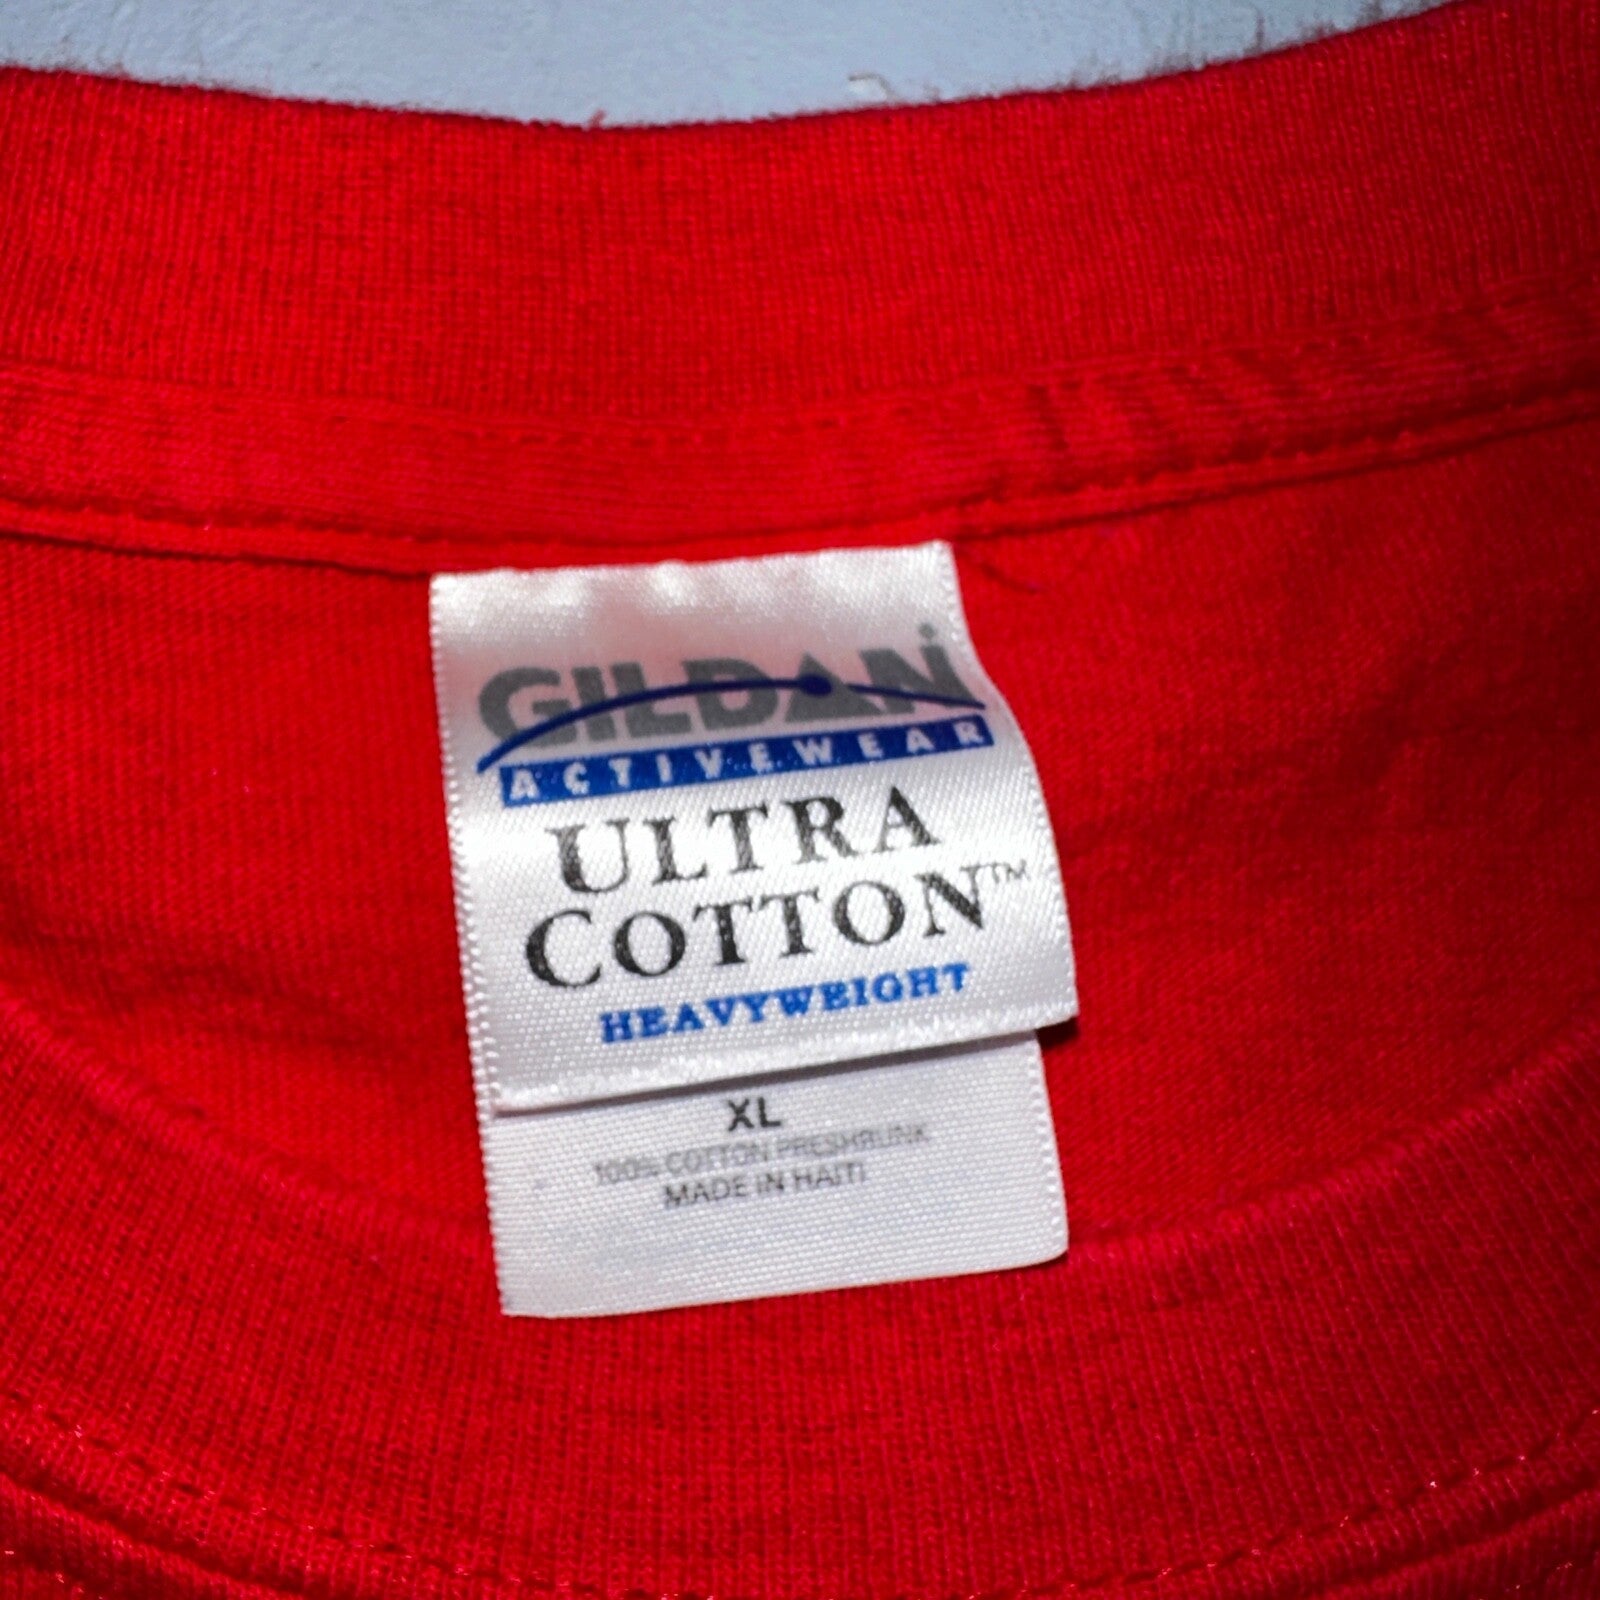 GILDAN
ACTIVEWEAR
ULTRA
COTTON™
HEAVYWEIGHT
XL
100% COTTON PRESHRUNK
MADE IN HAITI